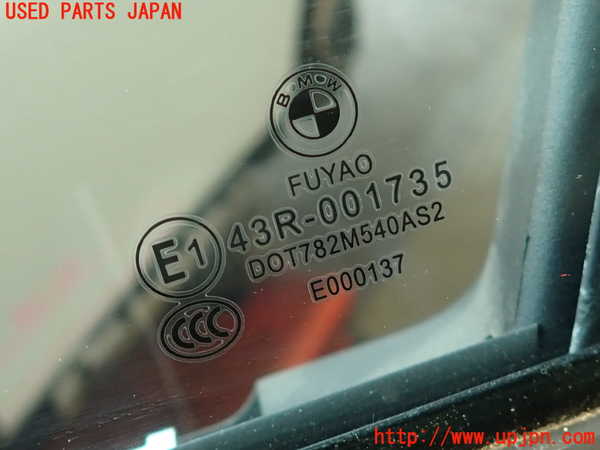 USED PARTS JAPAN
BMW
FUYAO
E1
43R-001735
DOT782M540AS2
E000137
CCC
http://www.upjpn.com/